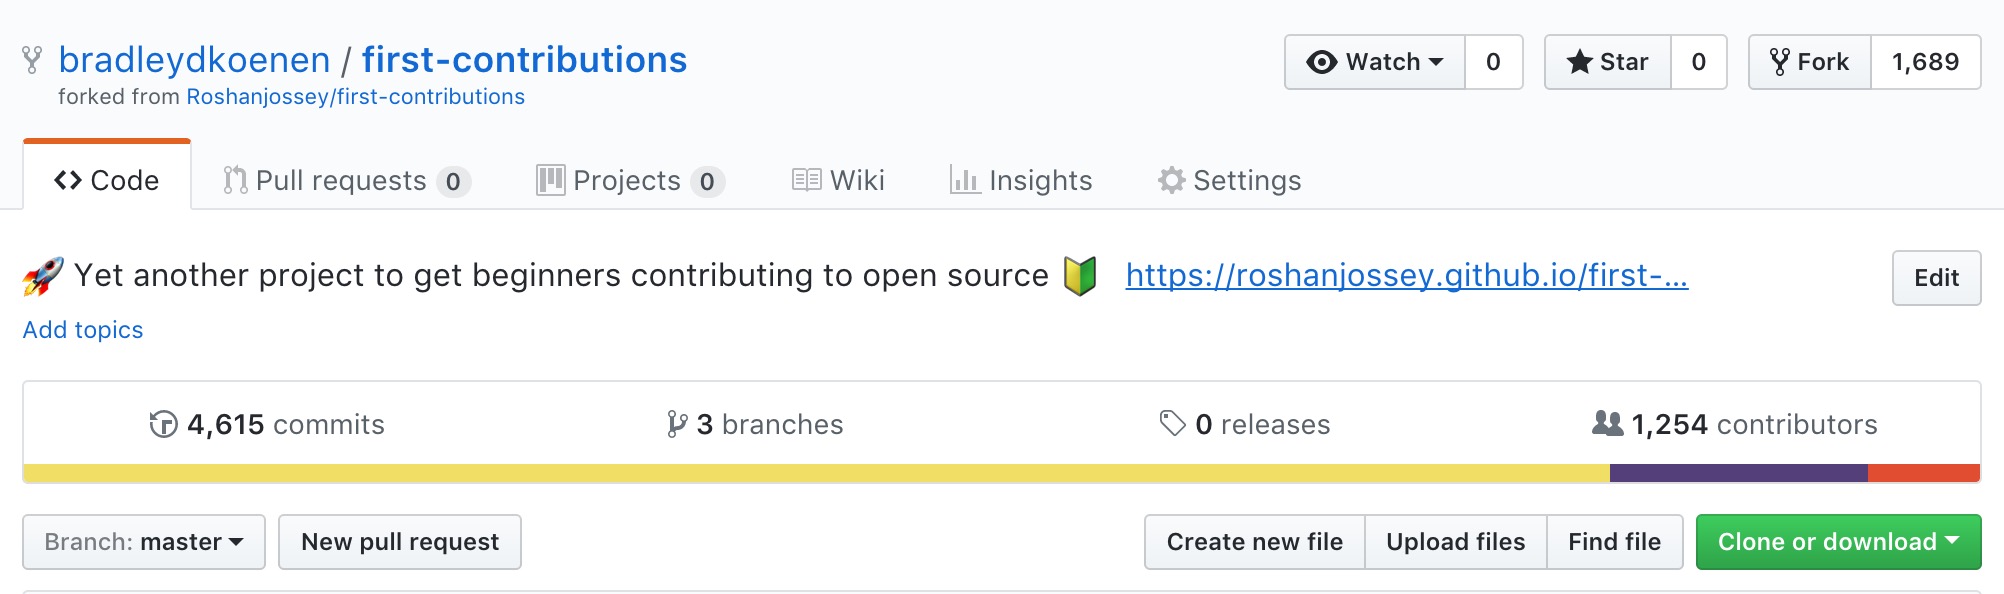 bradleydkoenen / first-contributions
Watch 0 Star 0 Fork 1,689
forked from Roshanjossey/first-contributions
Code Pull requests 0 Projects 0 Wiki Insights Settings
Yet another project to get beginners contributing to open source https://roshanjossey.github.io/first-... Edit
Add topics
4,615 commits 3 branches 0 releases 1,254 contributors
Branch: master New pull request Create new file Upload files Find file Clone or download